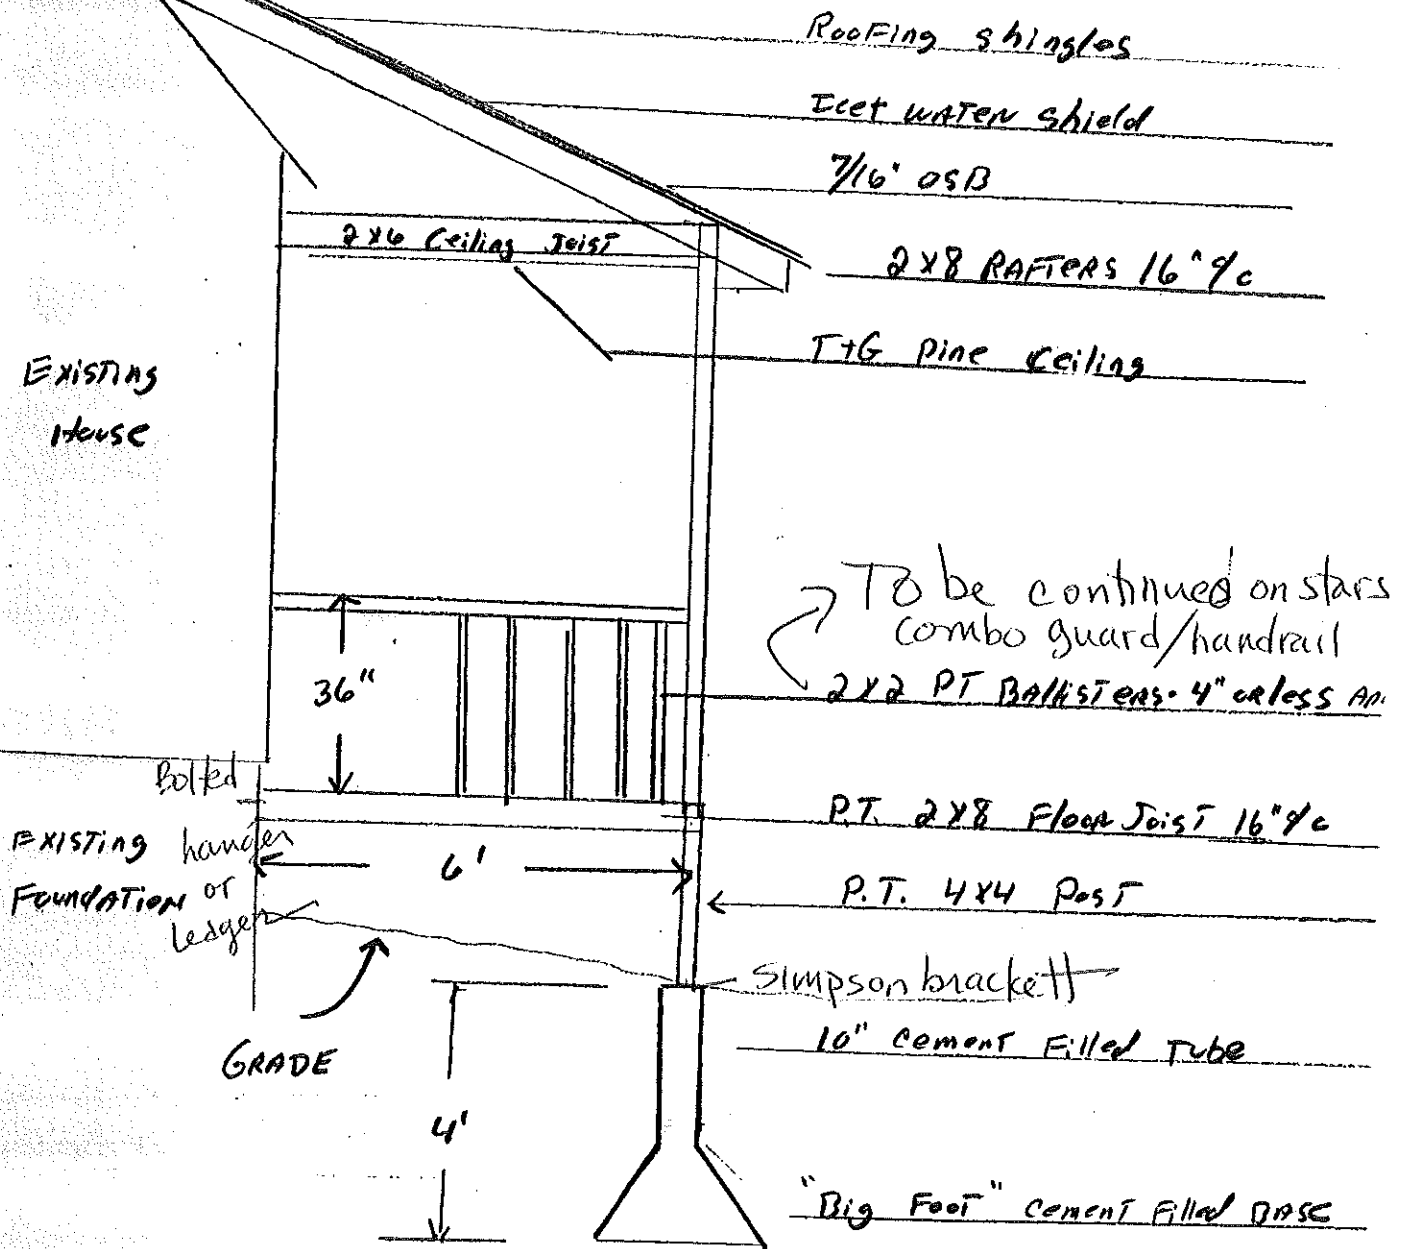 RooFing shingles
Ice + WATER shield
7/16" OSB
2x6 Ceiling Joist
2x8 RAFTERS 16" o/c
T+G pine ceiling
Existing
House
To be continued on stars
combo guard/handrail
36"
2x2 PT BAllisTERS. 4" or less
Bolted
P.T. 2x8 Floor Joist 16" o/c
EXISTING
FoundATION
hanger
or
Ledger
6'
P.T. 4x4 PosT
Simpson brackett
10" cement Filled Tube
GRADE
4'
"Big Foot" cement Filled BASE